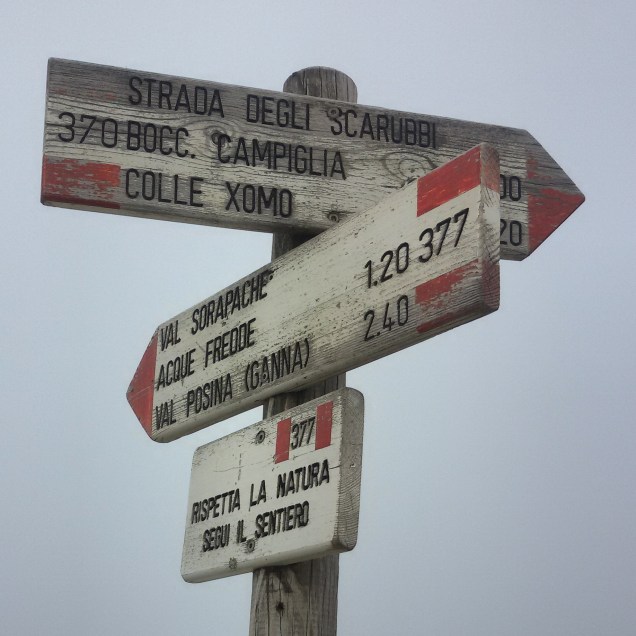 STRADA DEGLI SCARUBBI
370 BOCC. CAMPIGLIA
COLLE XOMO 20
VAL SORAPACHE
ACQUE FREDDE 1.20 377
VAL POSINA (GANNA) 2.40
377
RISPETTA LA NATURA
SEGUI IL SENTIERO